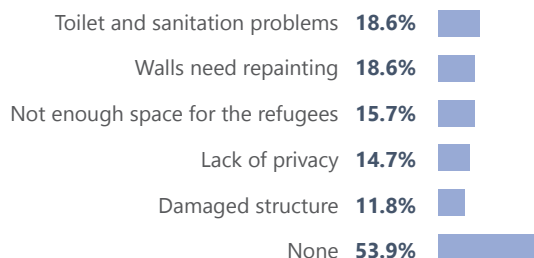 Toilet and sanitation problems 18.6%
Walls need repainting 18.6%
Not enough space for the refugees 15.7%
Lack of privacy 14.7%
Damaged structure 11.8%
None 53.9%